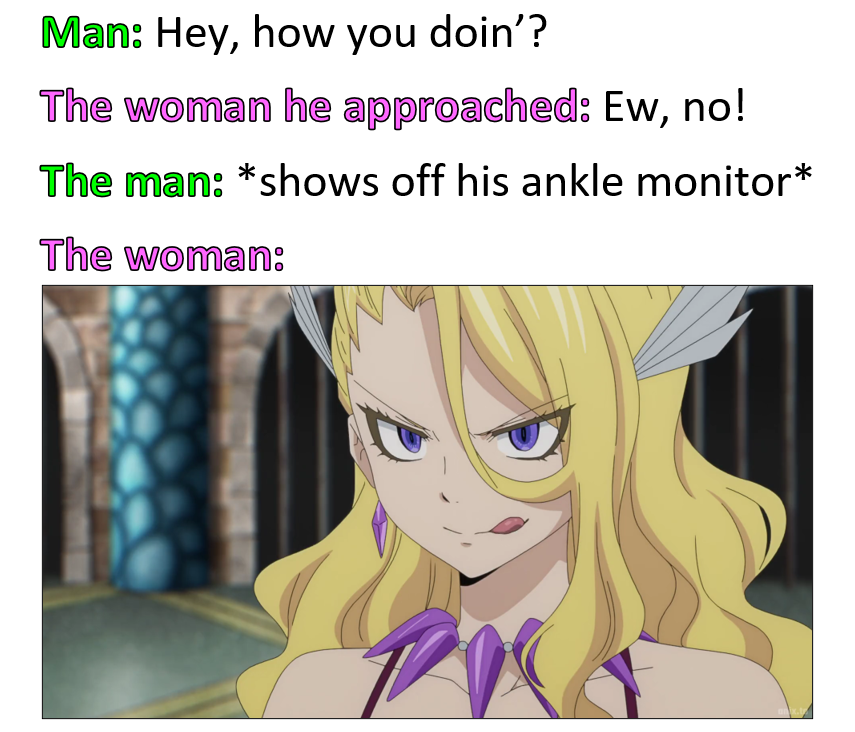 Man: Hey, how you doin’?
The woman he approached: Ew, no!
The man: *shows off his ankle monitor*
The woman: